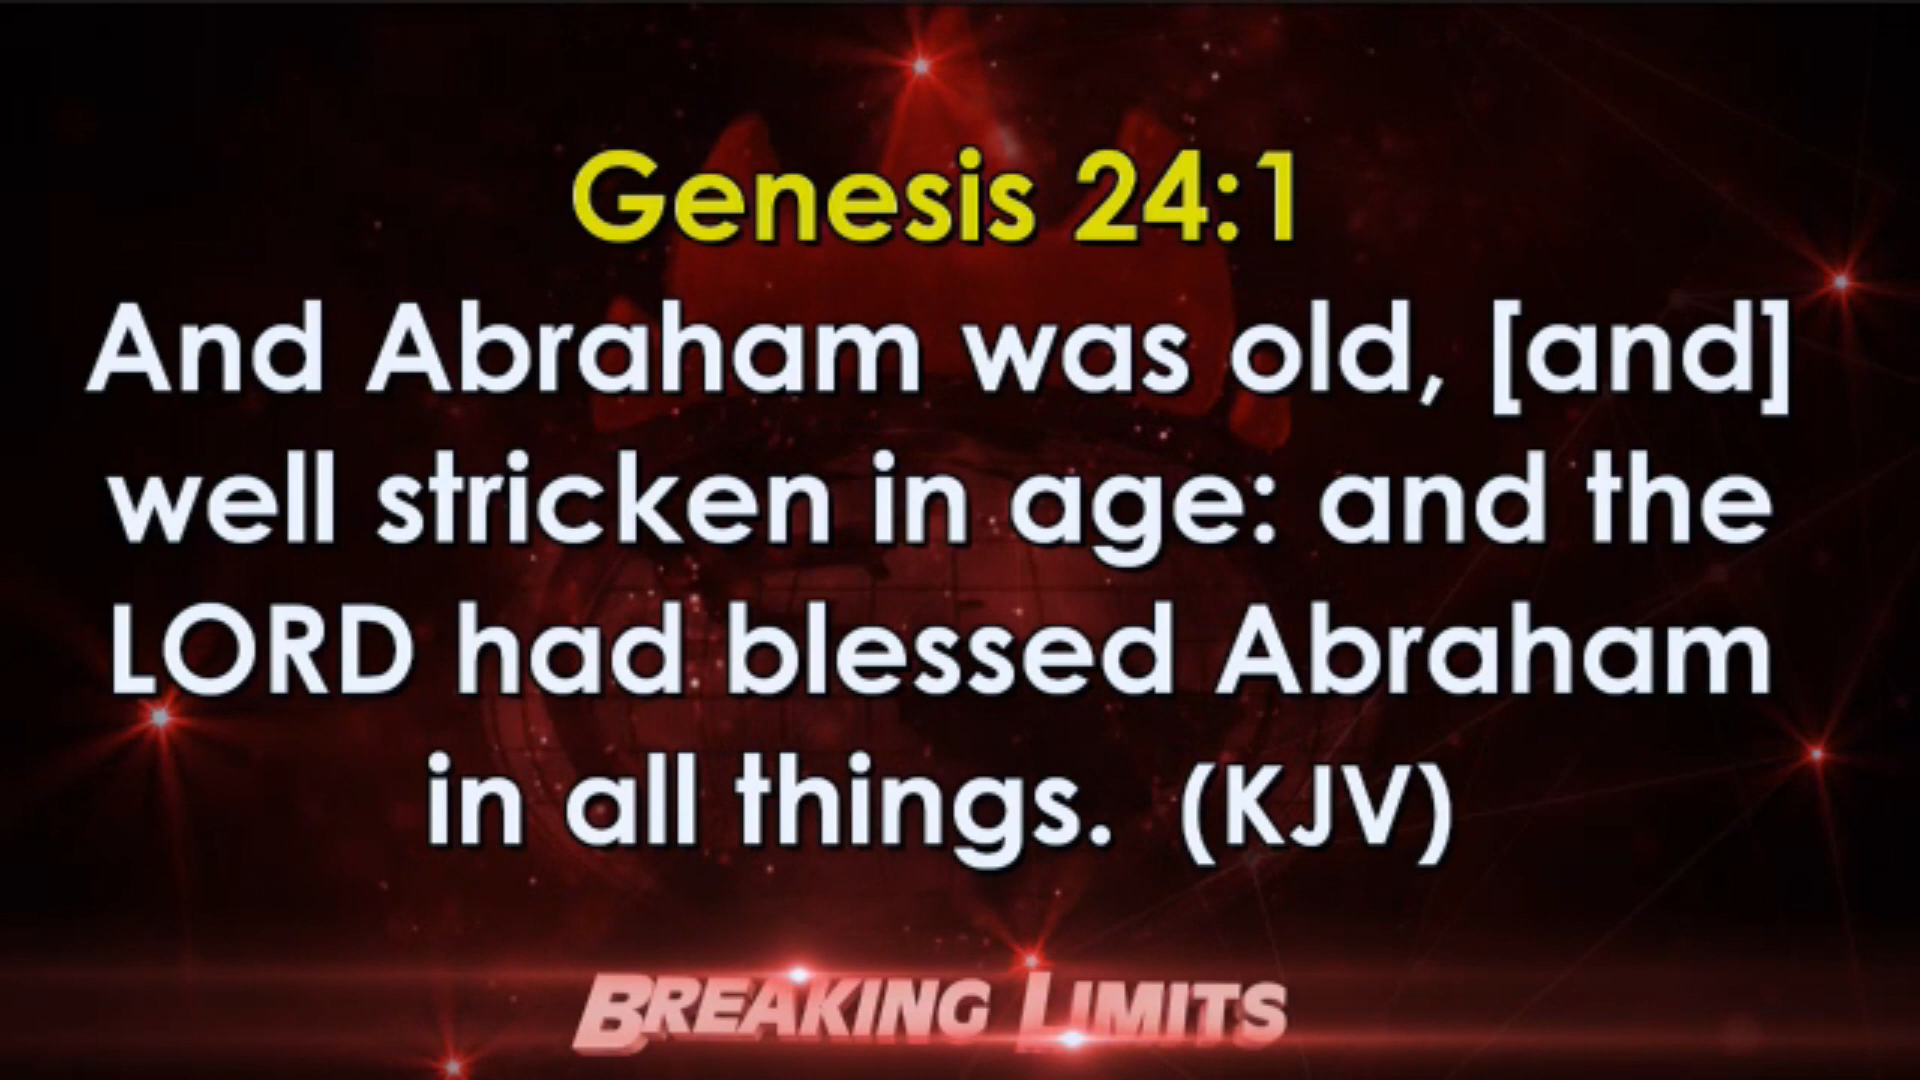 Genesis 24:1
And Abraham was old, [and]
well stricken in age: and the
LORD had blessed Abraham
in all things.  (KJV)
BREAKING LIMITS